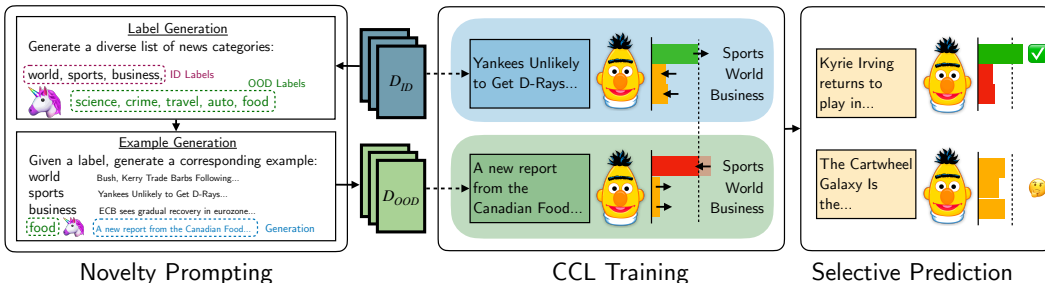 Label Generation
Generate a diverse list of news categories:
world, sports, business, ID Labels
OOD Labels
science, crime, travel, auto, food
Example Generation
Given a label, generate a corresponding example:
world Bush, Kerry Trade Barbs Following...
sports Yankees Unlikely to Get D-Rays...
business ECB sees gradual recovery in eurozone...
food A new report from the Canadian Food... Generation
Novelty Prompting
D_ID
D_OOD
Yankees Unlikely
to Get D-Rays...
Sports
World
Business
A new report
from the
Canadian Food...
Sports
World
Business
CCL Training
Kyrie Irving
returns to
play in...
The Cartwheel
Galaxy Is
the...
Selective Prediction